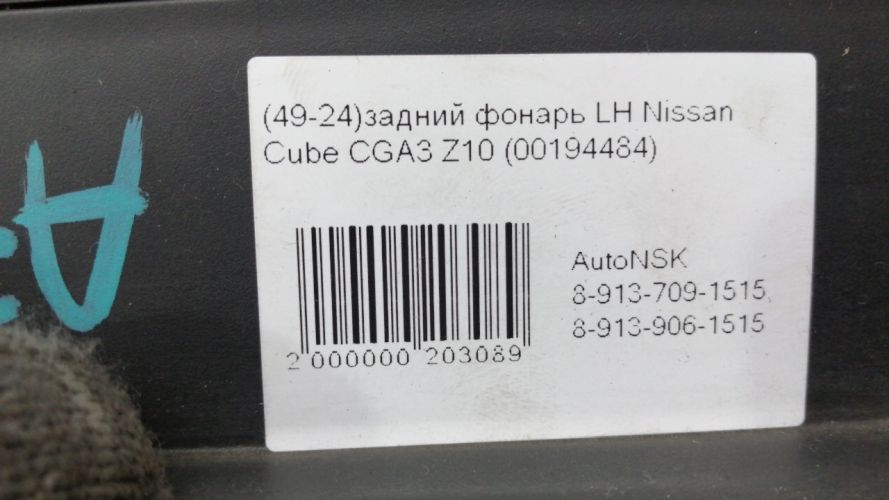 (49-24)задний фонарь LH Nissan
Cube CGA3 Z10 (00194484)
AutoNSK
8-913-709-1515,
8-913-906-1515
2 000000 203089